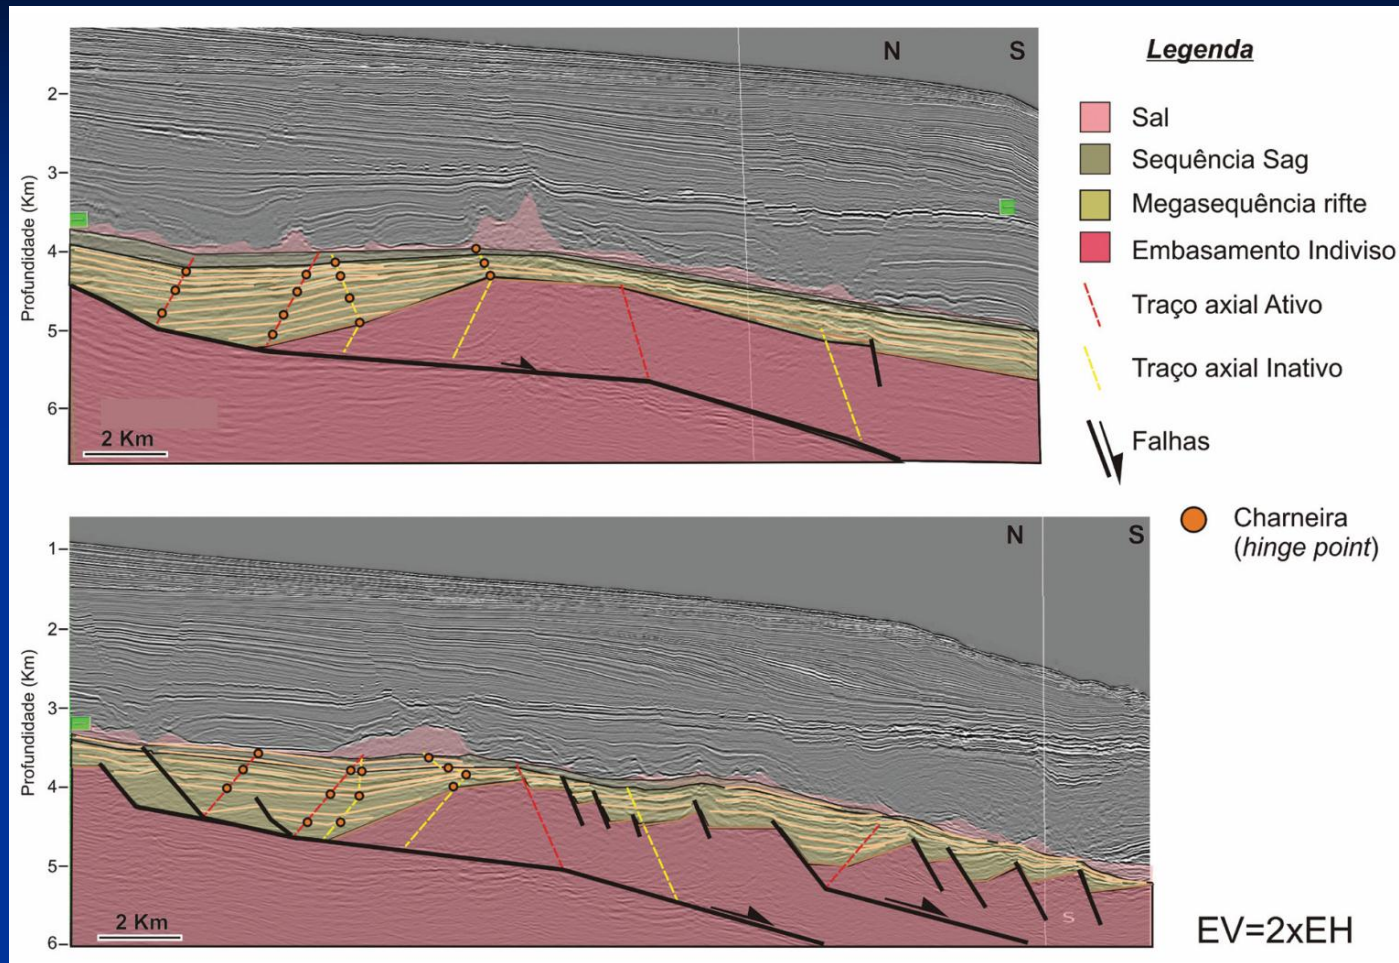 N S
Profundidade (Km)
2
3
4
5
6
2 Km
Legenda
Sal
Sequência Sag
Megasequência rifte
Embasamento Indiviso
Traço axial Ativo
Traço axial Inativo
Falhas
Charneira
(hinge point)
N S
Profundidade (Km)
1
2
3
4
5
6
2 Km
S
EV=2xEH